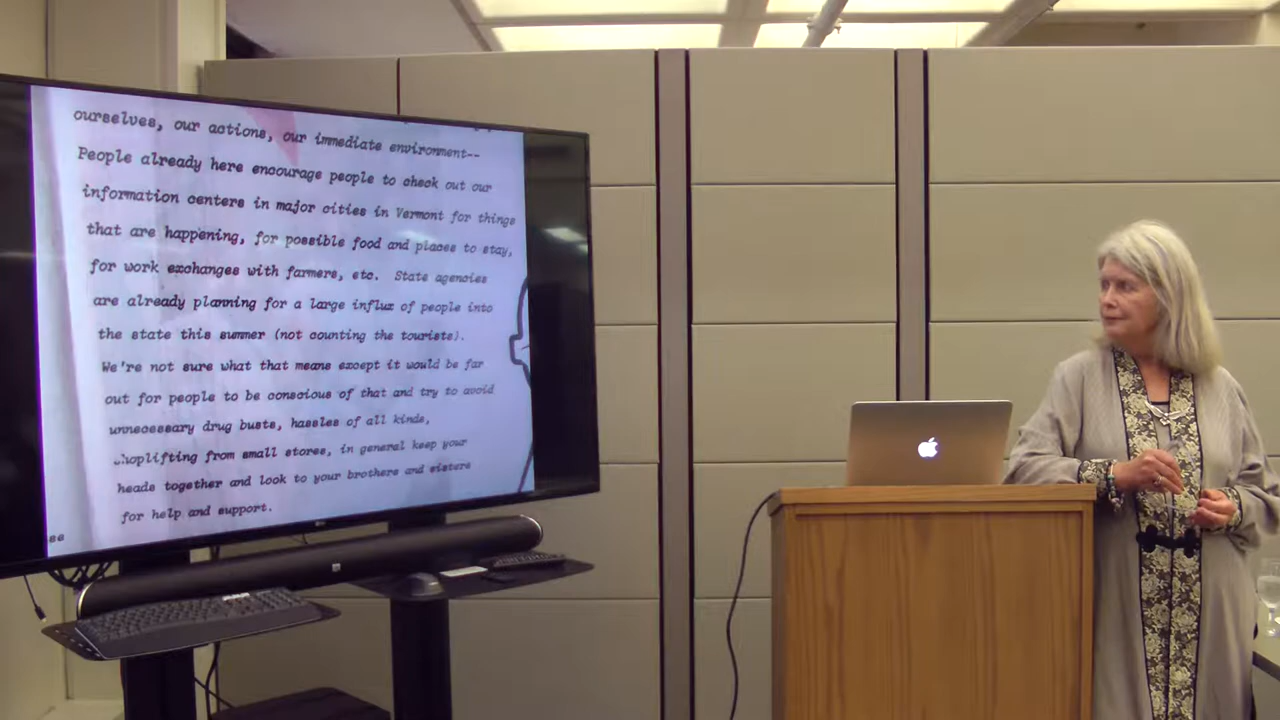 ourselves, our actions, our immediate environment--
People already here encourage people to check out our
information centers in major cities in Vermont for things
that are happening, for possible food and places to stay,
for work exchanges with farmers, etc. State agencies
are already planning for a large influx of people into
the state this summer (not counting the tourists).
We're not sure what that means except it would be far
out for people to be conscious of that and try to avoid
unnecessary drug busts, hassles of all kinds,
shoplifting from small stores, in general keep your
heads together and look to your brothers and sisters
for help and support.